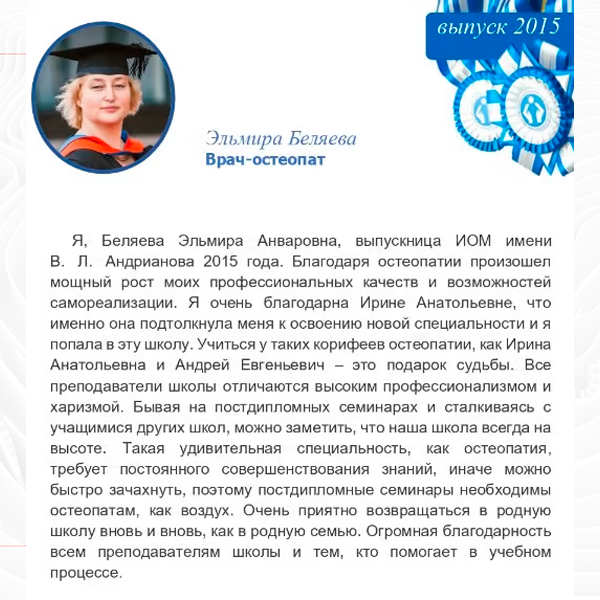 выпуск 2015
Эльмира Беляева
Врач-остеопат
Я, Беляева Эльмира Анваровна, выпускница ИОМ имени
В. Л. Андрианова 2015 года. Благодаря остеопатии произошел
мощный рост моих профессиональных качеств и возможностей
самореализации. Я очень благодарна Ирине Анатольевне, что
именно она подтолкнула меня к освоению новой специальности и я
попала в эту школу. Учиться у таких корифеев остеопатии, как Ирина
Анатольевна и Андрей Евгеньевич – это подарок судьбы. Все
преподаватели школы отличаются высоким профессионализмом и
харизмой. Бывая на постдипломных семинарах и сталкиваясь с
учащимися других школ, можно заметить, что наша школа всегда на
высоте. Такая удивительная специальность, как остеопатия,
требует постоянного совершенствования знаний, иначе можно
быстро зачахнуть, поэтому постдипломные семинары необходимы
остеопатам, как воздух. Очень приятно возвращаться в родную
школу вновь и вновь, как в родную семью. Огромная благодарность
всем преподавателям школы и тем, кто помогает в учебном
процессе.